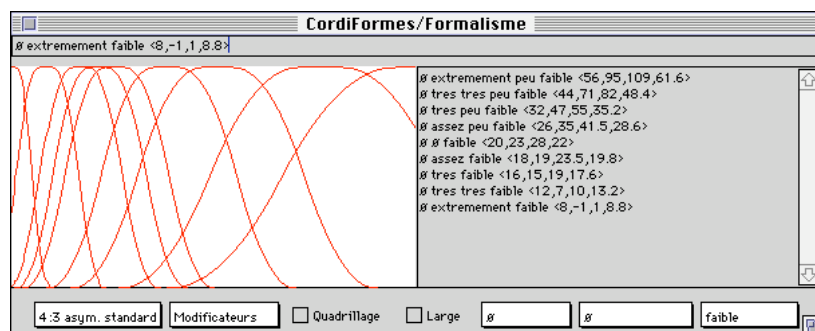 CordiFormes/Formalisme
ø extremement faible <8,-1,1,8.8>
ø extremement peu faible <56,95,109,61.6>
ø tres tres peu faible <44,71,82,48.4>
ø tres peu faible <32,47,55,35.2>
ø assez peu faible <26,35,41.5,28.6>
ø ø faible <20,23,28,22>
ø assez faible <18,19,23.5,19.8>
ø tres faible <16,15,19,17.6>
ø tres tres faible <12,7,10,13.2>
ø extremement faible <8,-1,1,8.8>
4:3 asym. standard Modificateurs Quadrillage Large ø ø faible